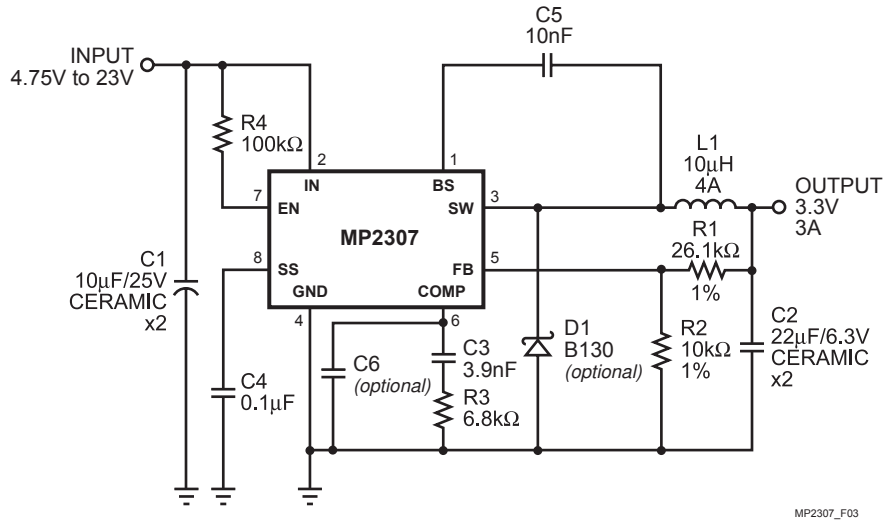 C5
10nF
INPUT
4.75V to 23V
R4
100kΩ
2
1
L1
10μH
4A
IN
BS
7
EN
SW
3
OUTPUT
3.3V
3A
MP2307
R1
26.1kΩ
1%
8
SS
FB
5
C1
10μF/25V
CERAMIC
x2
GND
COMP
4
6
C2
22μF/6.3V
CERAMIC
x2
D1
B130
(optional)
R2
10kΩ
1%
C3
3.9nF
C6
(optional)
C4
0.1μF
R3
6.8kΩ
MP2307_F03